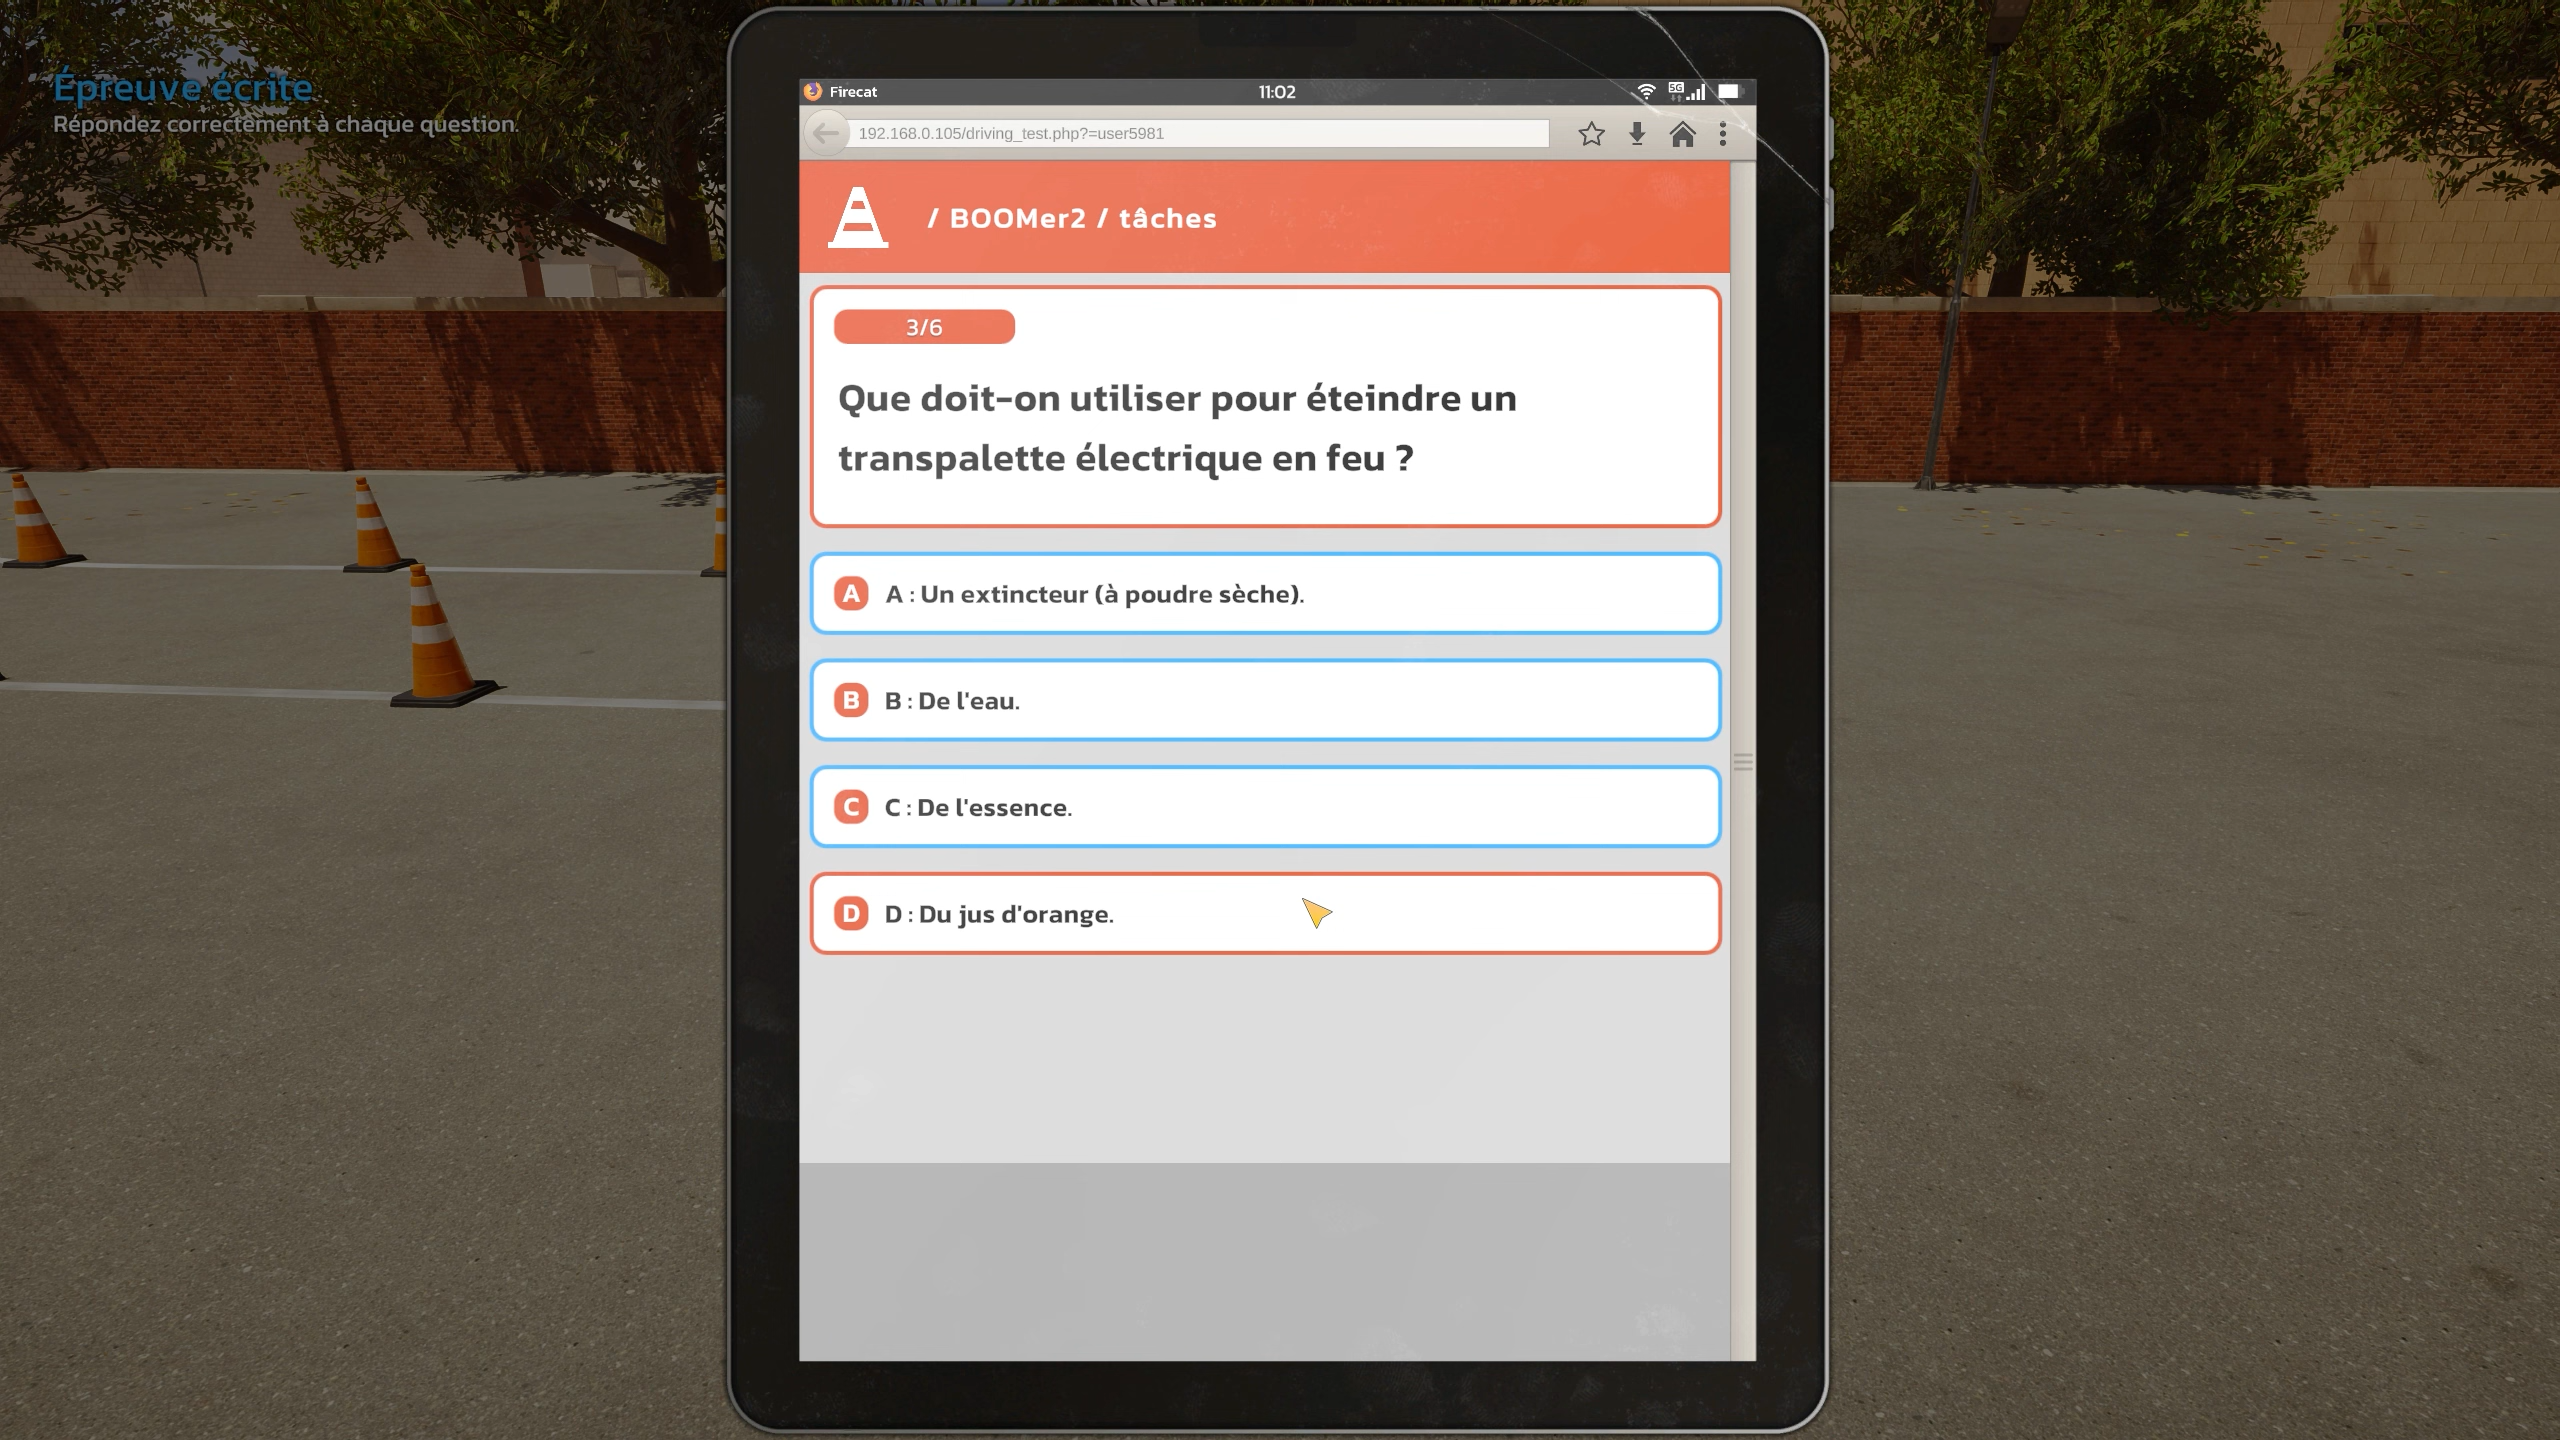 Épreuve écrite
Répondez correctement à chaque question.
Firecat
11:02
5G
192.168.0.105/driving_test.php?=user5981
/ BOOMer2 / tâches
3/6
Que doit-on utiliser pour éteindre un
transpalette électrique en feu ?
A A : Un extincteur (à poudre sèche).
B B : De l'eau.
C C : De l'essence.
D D : Du jus d'orange.